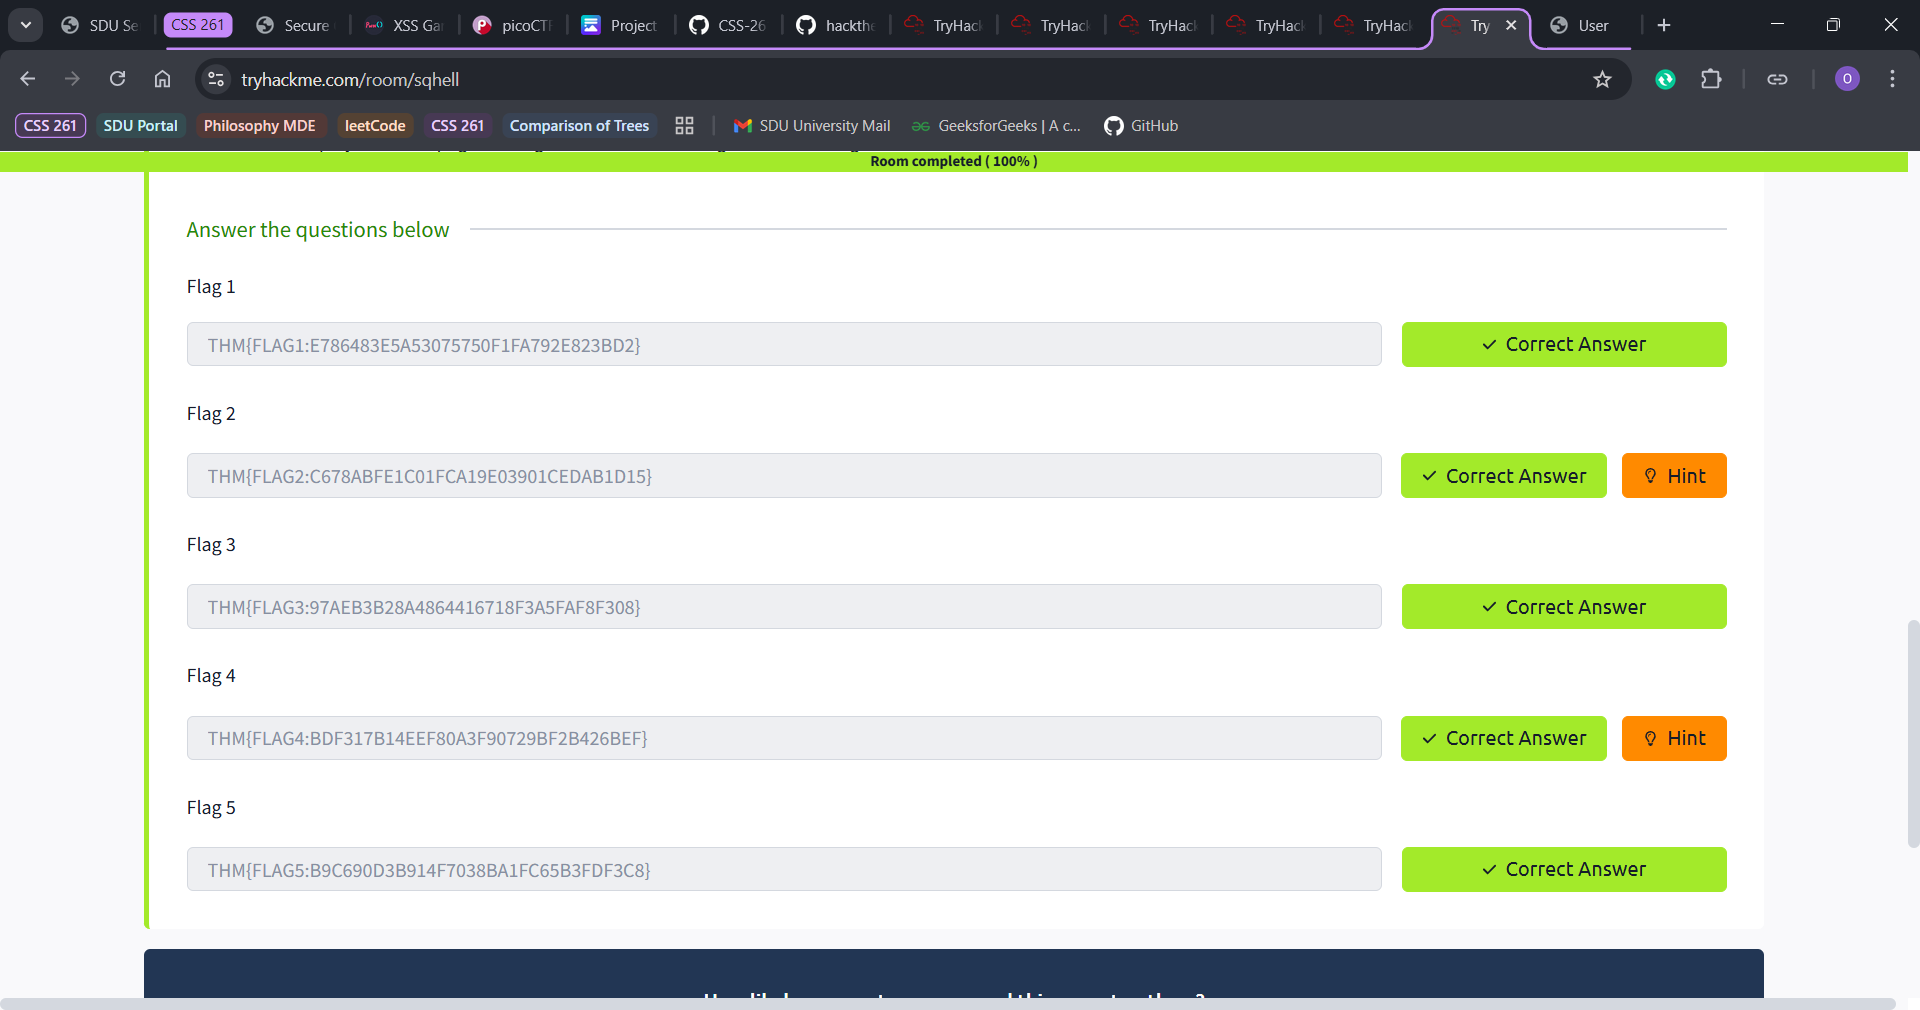 SDU Se
CSS 261
Secure
XSS Ga
picoCT
Project
CSS-26
hackthe
TryHack
TryHack
TryHack
TryHack
TryHack
Try
User
tryhackme.com/room/sqhell
O
CSS 261
SDU Portal
Philosophy MDE
leetCode
CSS 261
Comparison of Trees
SDU University Mail
GeeksforGeeks | A c...
GitHub
Room completed ( 100% )
Answer the questions below
Flag 1
THM{FLAG1:E786483E5A53075750F1FA792E823BD2}
Correct Answer
Flag 2
THM{FLAG2:C678ABFE1C01FCA19E03901CEDAB1D15}
Correct Answer
Hint
Flag 3
THM{FLAG3:97AEB3B28A4864416718F3A5FAF8F308}
Correct Answer
Flag 4
THM{FLAG4:BDF317B14EEF80A3F90729BF2B426BEF}
Correct Answer
Hint
Flag 5
THM{FLAG5:B9C690D3B914F7038BA1FC65B3FDF3C8}
Correct Answer